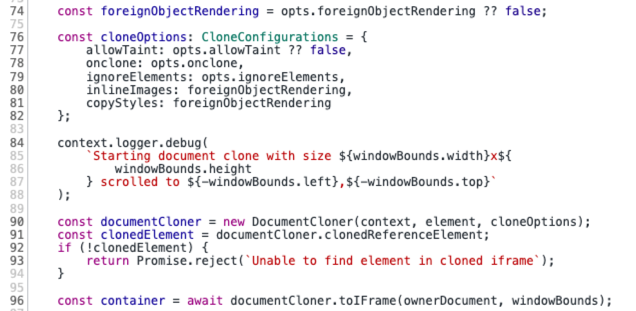 74 const foreignObjectRendering = opts.foreignObjectRendering ?? false;
75
76 const cloneOptions: CloneConfigurations = {
77     allowTaint: opts.allowTaint ?? false,
78     onclone: opts.onclone,
79     ignoreElements: opts.ignoreElements,
80     inlineImages: foreignObjectRendering,
81     copyStyles: foreignObjectRendering
82 };
83
84 context.logger.debug(
85     `Starting document clone with size ${windowBounds.width}x${
86         windowBounds.height
87     } scrolled to ${-windowBounds.left},${-windowBounds.top}`
88 );
89
90 const documentCloner = new DocumentCloner(context, element, cloneOptions);
91 const clonedElement = documentCloner.clonedReferenceElement;
92 if (!clonedElement) {
93     return Promise.reject(`Unable to find element in cloned iframe`);
94 }
95
96 const container = await documentCloner.toIFrame(ownerDocument, windowBounds);